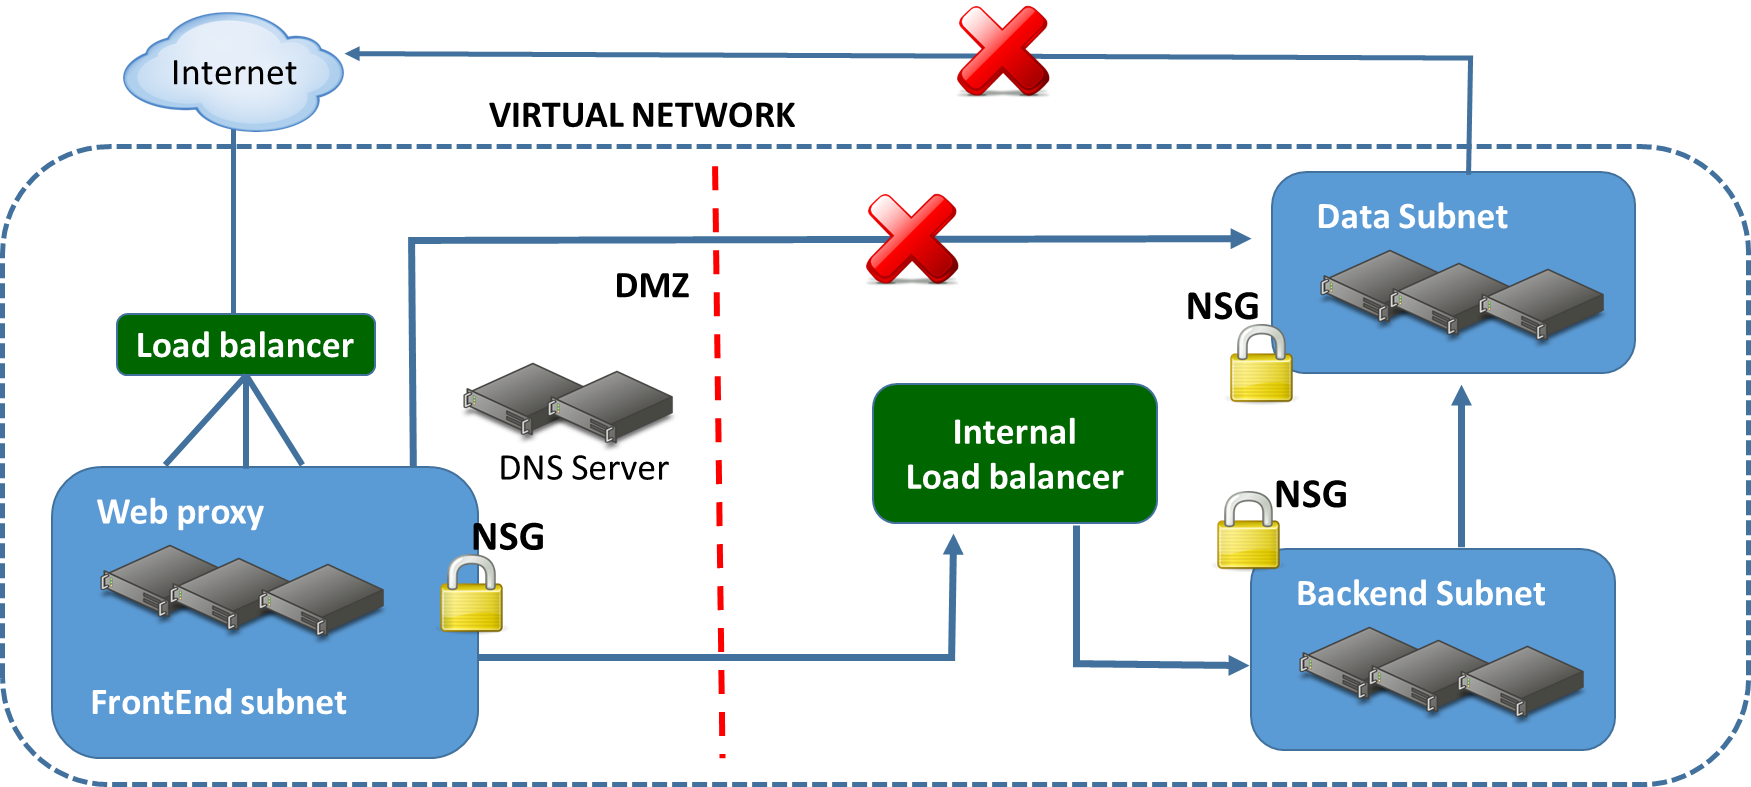 Internet
VIRTUAL NETWORK
Data Subnet
DMZ
NSG
Load balancer
Internal
Load balancer
DNS Server
NSG
Web proxy
NSG
Backend Subnet
FrontEnd subnet